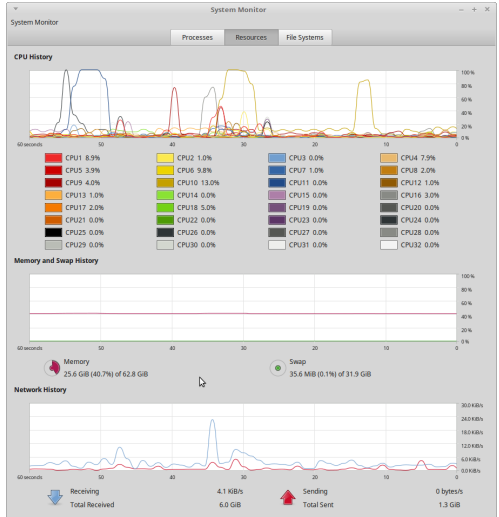 System Monitor
System Monitor
Processes Resources File Systems
CPU History
100 %
80 %
60 %
40 %
20 %
0 %
60 seconds 50 40 30 20 10 0
CPU1 8.9% CPU2 1.0% CPU3 0.0% CPU4 7.9%
CPU5 3.9% CPU6 9.8% CPU7 1.0% CPU8 2.0%
CPU9 4.0% CPU10 13.0% CPU11 0.0% CPU12 1.0%
CPU13 1.0% CPU14 0.0% CPU15 0.0% CPU16 3.0%
CPU17 2.0% CPU18 5.0% CPU19 0.0% CPU20 0.0%
CPU21 0.0% CPU22 0.0% CPU23 0.0% CPU24 0.0%
CPU25 0.0% CPU26 0.0% CPU27 0.0% CPU28 0.0%
CPU29 0.0% CPU30 0.0% CPU31 0.0% CPU32 0.0%
Memory and Swap History
100 %
80 %
60 %
40 %
20 %
0 %
60 seconds 50 40 30 20 10 0
Memory Swap
25.6 GiB (40.7%) of 62.8 GiB 35.6 MiB (0.1%) of 31.9 GiB
Network History
30.0 KiB/s
24.0 KiB/s
18.0 KiB/s
12.0 KiB/s
6.0 KiB/s
0.0 KiB/s
60 seconds 50 40 30 20 10 0
Receiving 4.1 KiB/s Sending 0 bytes/s
Total Received 6.0 GiB Total Sent 1.3 GiB